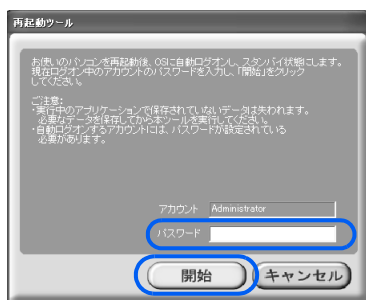 再起動ツール
お使いのパソコンを再起動後、OSに自動ログオンし、スタンバイ状態にします。
現在ログオン中のアカウントのパスワードを入力し、「開始」をクリック
してください。
ご注意:
・実行中のアプリケーションで保存されていないデータは失われます。
必要なデータを保存してから本ツールを実行してください。
・自動ログオンするアカウントには、パスワードが設定されている
必要があります。
アカウント Administrator
パスワード
開始 キャンセル